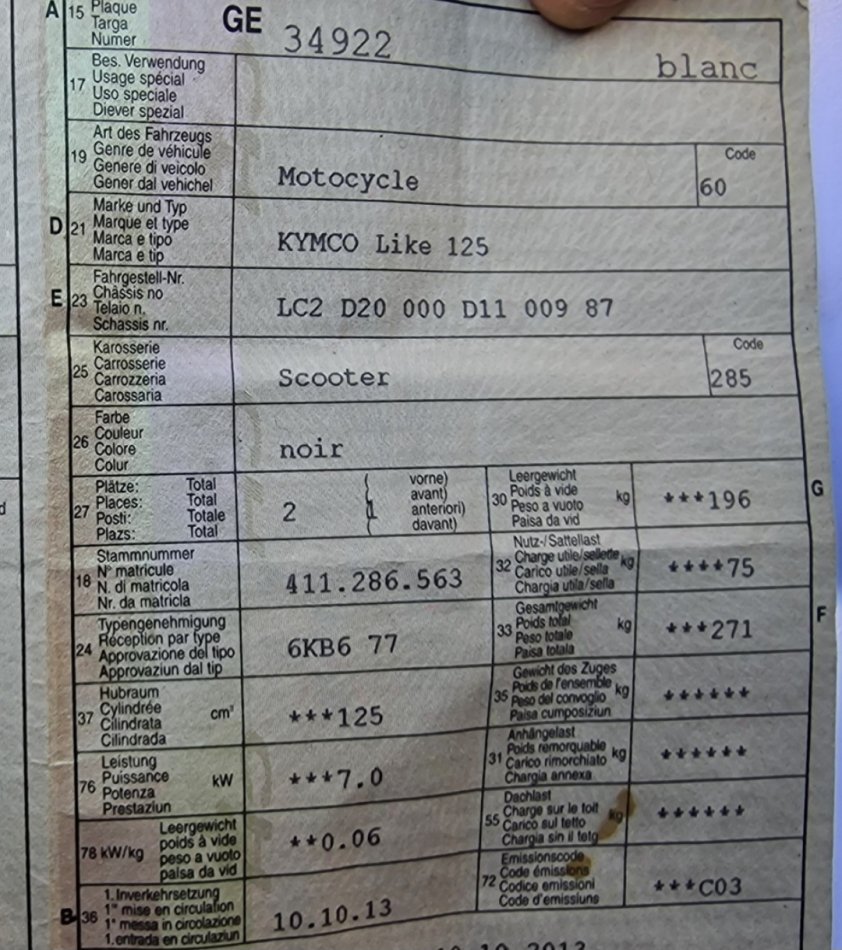 A 15 Plaque
Targa
Numer
GE 34922
blanc
17 Bes. Verwendung
Usage spécial
Uso speciale
Diever spezial
19 Art des Fahrzeugs
Genre de véhicule
Genere di veicolo
Gener dal vehichel
Motocycle
Code
60
D 21 Marke und Typ
Marque et type
Marca e tipo
Marca e tip
KYMCO Like 125
E 23 Fahrgestell-Nr.
Châssis no
Telaio n.
Schassis nr.
LC2 D20 000 D11 009 87
25 Karosserie
Carrosserie
Carrozzeria
Carossaria
Scooter
Code
285
26 Farbe
Couleur
Colore
Colur
noir
27 Plätze: Total
Places: Total
Posti: Totale
Plazs: Total
2
1
vorne)
avant)
anteriori)
davant)
30 Leergewicht
Poids à vide
Peso a vuoto
Paisa da vid
kg
***196
G
18 Stammnummer
N° matricule
N. di matricola
Nr. da matricla
411.286.563
32 Nutz-/Sattellast
Charge utile/sellette
Carico utile/sella
Chargia utila/sella
kg
****75
24 Typengenehmigung
Réception par type
Approvazione del tipo
Approvaziun dal tip
6KB6 77
33 Gesamtgewicht
Poids total
Peso totale
Paisa totala
kg
***271
F
37 Hubraum
Cylindrée
Cilindrata
Cilindrada
cm³
***125
35 Gewicht des Zuges
Poids de l'ensemble
Peso del convoglio
Paisa cumposiziun
kg
******
76 Leistung
Puissance
Potenza
Prestaziun
kW
***7.0
31 Anhängelast
Poids remorquable
Carico rimorchiato
Chargia annexa
kg
******
78 kW/kg
Leergewicht
poids à vide
peso a vuoto
paisa da vid
**0.06
55 Dachlast
Charge sur le toit
Carico sul tetto
Chargia sin il tetg
kg
******
B 36 1. Inverkehrsetzung
1re mise en circulation
1a messa in circolazione
1. entrada en circulaziun
10.10.13
72 Emissionscode
Code émissions
Codice emissioni
Code d'emissiuns
***C03